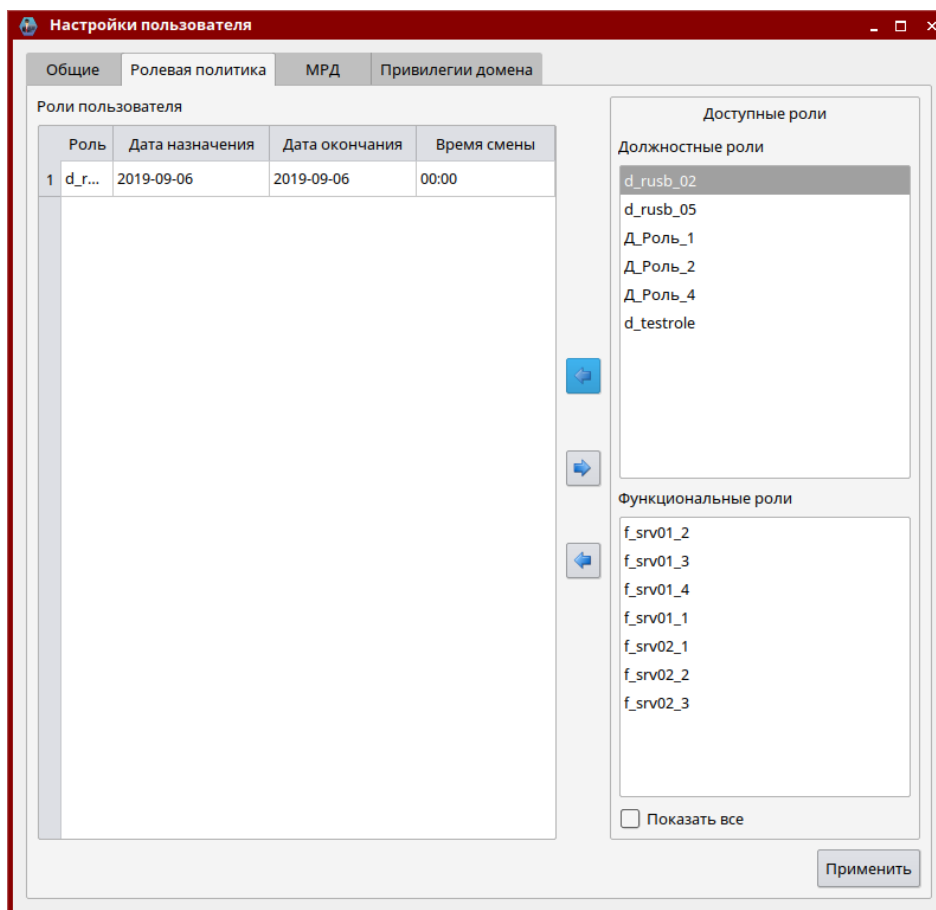 Настройки пользователя
Общие Ролевая политика МРД Привилегии домена
Роли пользователя
Роль Дата назначения Дата окончания Время смены
1 d_r... 2019-09-06 2019-09-06 00:00
Доступные роли
Должностные роли
d_rusb_02
d_rusb_05
Д_Роль_1
Д_Роль_2
Д_Роль_4
d_testrole
Функциональные роли
f_srv01_2
f_srv01_3
f_srv01_4
f_srv01_1
f_srv02_1
f_srv02_2
f_srv02_3
Показать все
Применить